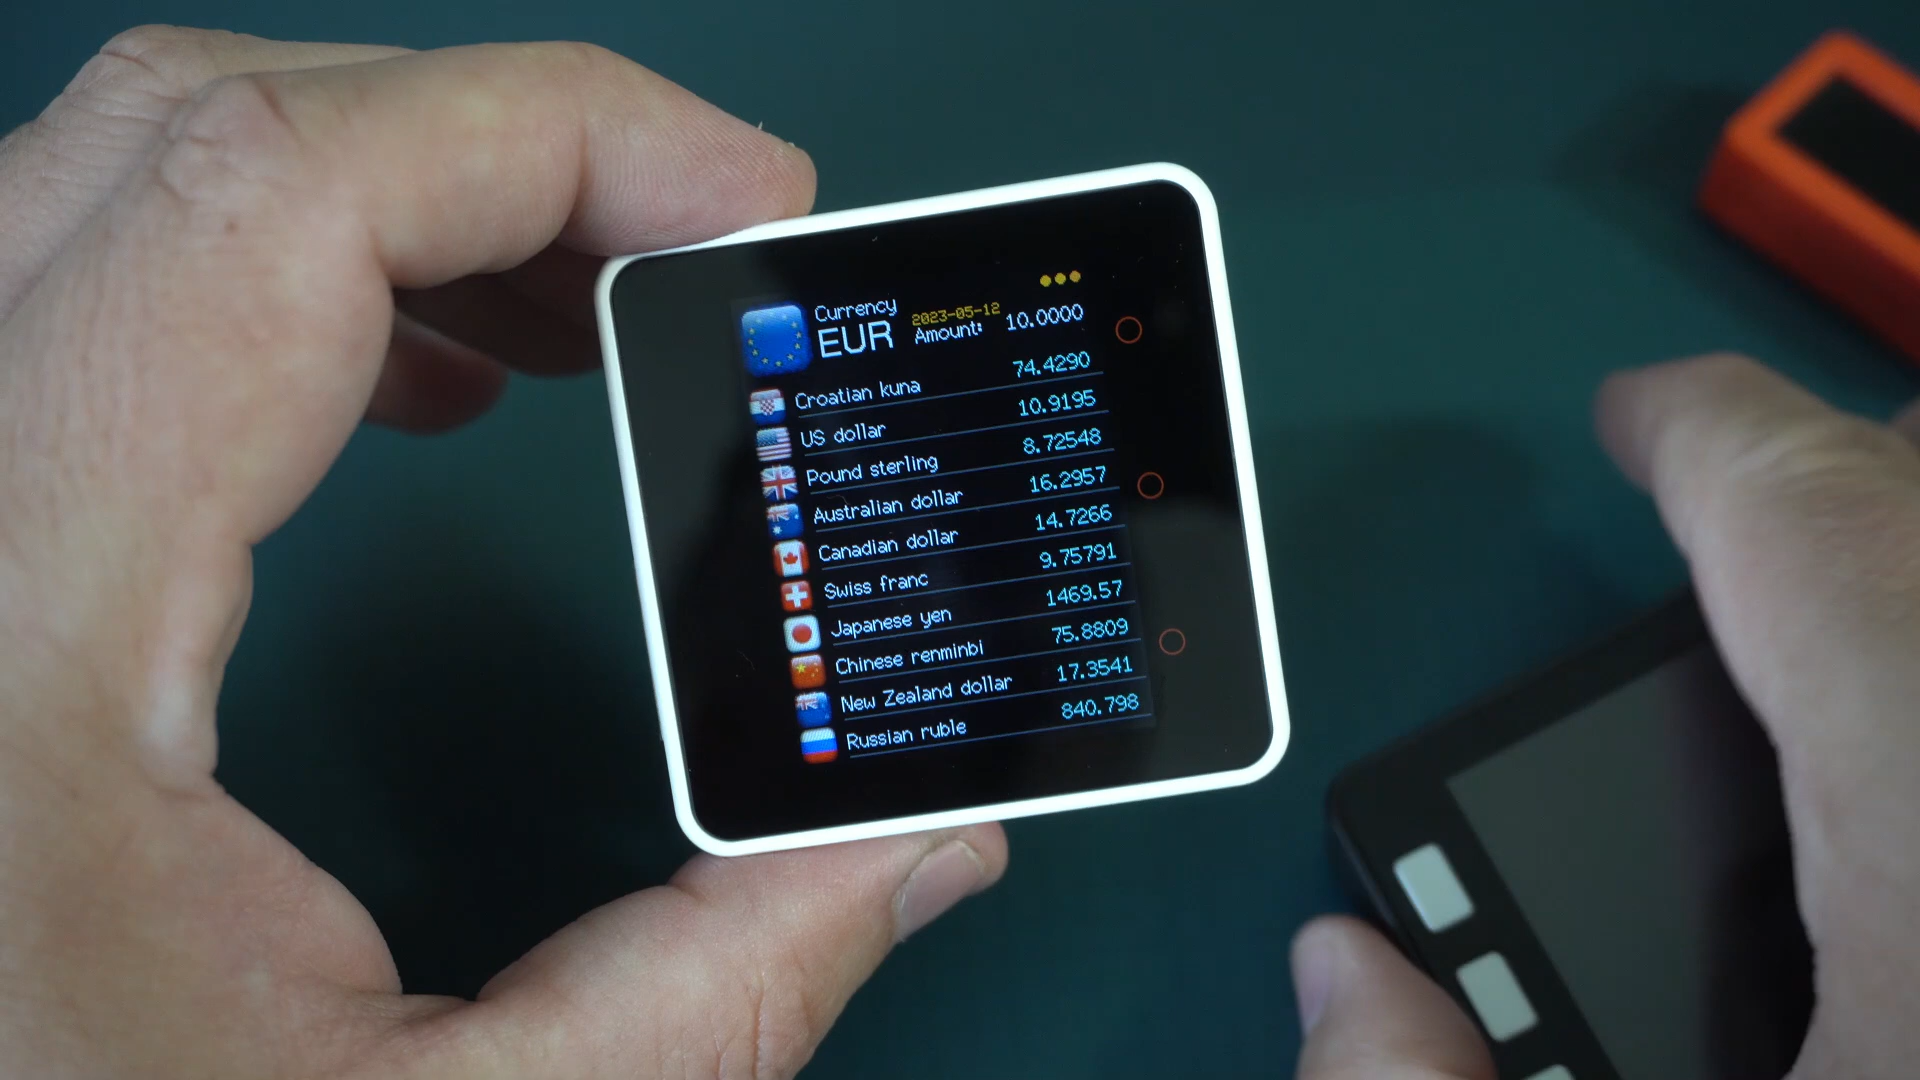 Currency
EUR
2023-05-12
Amount: 10.0000
Croatian kuna 74.4290
US dollar 10.9195
Pound sterling 8.72548
Australian dollar 16.2957
Canadian dollar 14.7266
Swiss franc 9.75791
Japanese yen 1469.57
Chinese renminbi 75.8809
New Zealand dollar 17.3541
Russian ruble 840.798